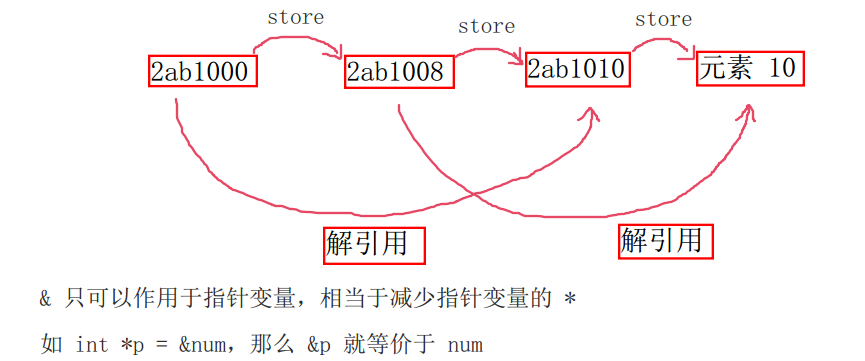 store
store
store
2ab1000
2ab1008
2ab1010
元素 10
解引用
解引用
& 只可以作用于指针变量，相当于减少指针变量的 *
如 int *p = &num，那么 &p 就等价于 num